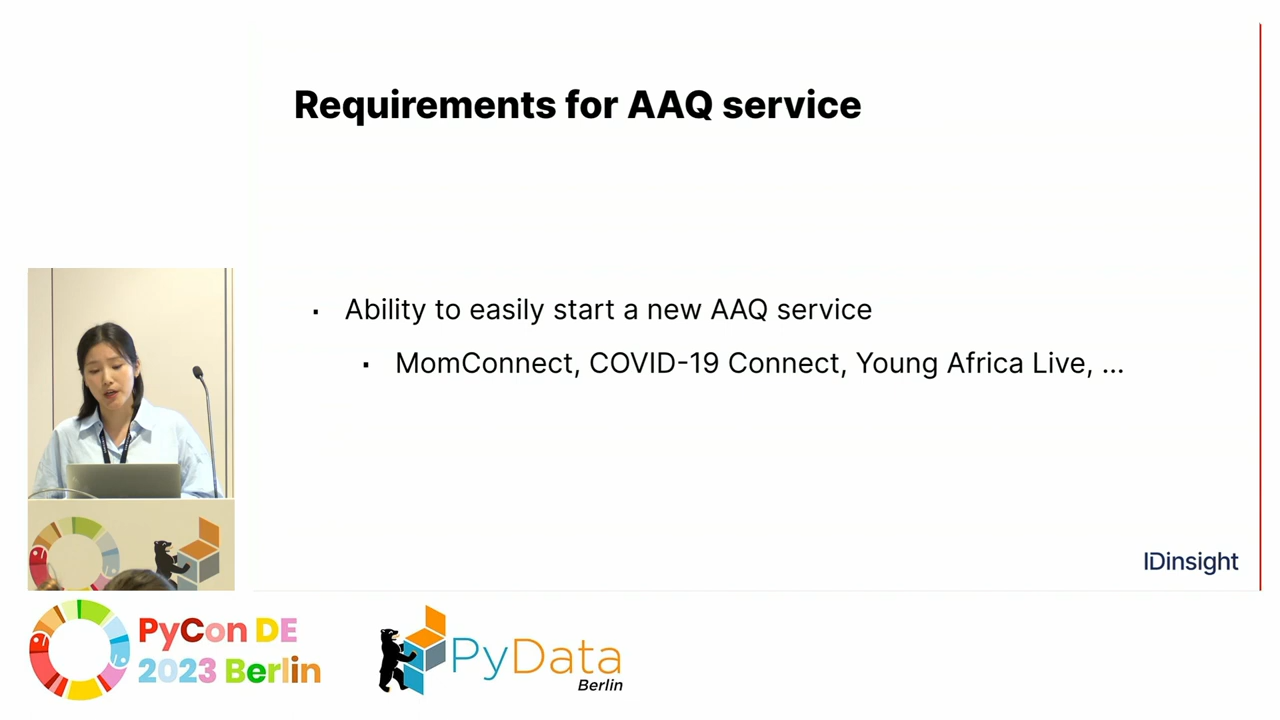 Requirements for AAQ service
▪ Ability to easily start a new AAQ service
▪ MomConnect, COVID-19 Connect, Young Africa Live, ...
IDinsight
PyCon DE
2023 Berlin
PyData
Berlin